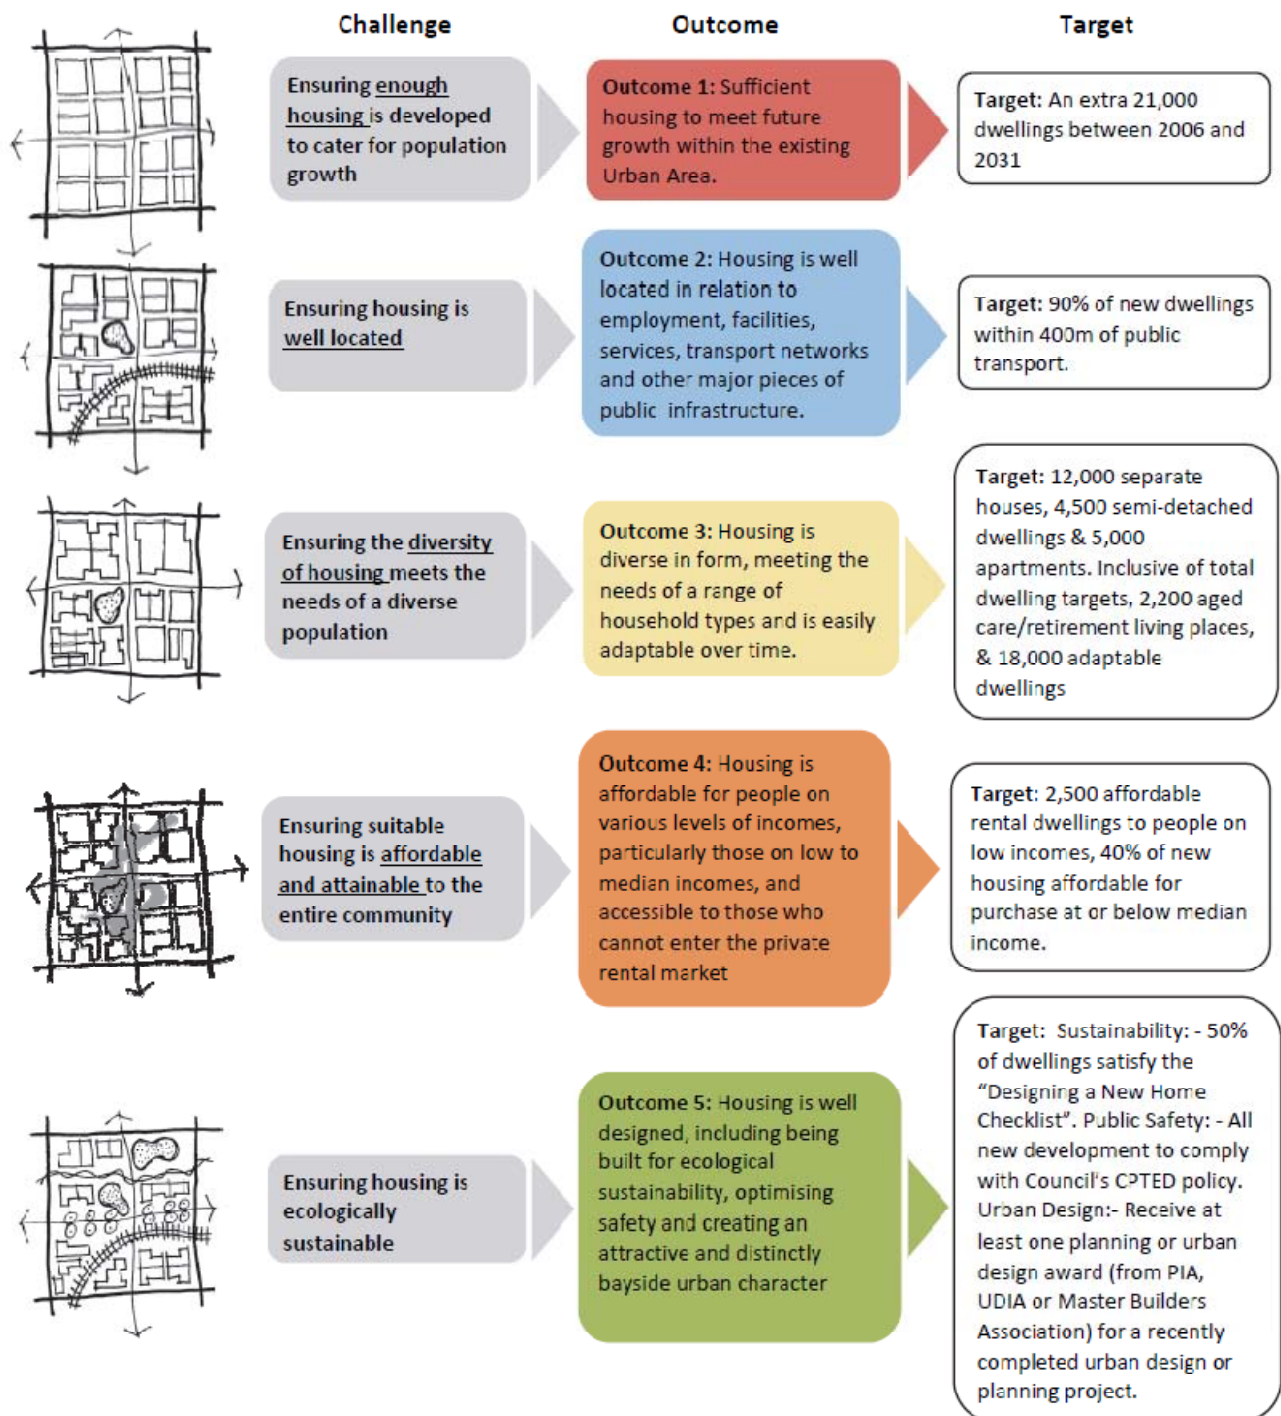 Challenge
Outcome
Target
Ensuring enough
housing is developed
to cater for population
growth
Outcome 1: Sufficient
housing to meet future
growth within the existing
Urban Area.
Target: An extra 21,000
dwellings between 2006 and
2031
Ensuring housing is
well located
Outcome 2: Housing is well
located in relation to
employment, facilities,
services, transport networks
and other major pieces of
public infrastructure.
Target: 90% of new dwellings
within 400m of public
transport.
Ensuring the diversity
of housing meets the
needs of a diverse
population
Outcome 3: Housing is
diverse in form, meeting the
needs of a range of
household types and is easily
adaptable over time.
Target: 12,000 separate
houses, 4,500 semi-detached
dwellings & 5,000
apartments. Inclusive of total
dwelling targets, 2,200 aged
care/retirement living places,
& 18,000 adaptable
dwellings
Ensuring suitable
housing is affordable
and attainable to the
entire community
Outcome 4: Housing is
affordable for people on
various levels of incomes,
particularly those on low to
median incomes, and
accessible to those who
cannot enter the private
rental market
Target: 2,500 affordable
rental dwellings to people on
low incomes, 40% of new
housing affordable for
purchase at or below median
income.
Ensuring housing is
ecologically
sustainable
Outcome 5: Housing is well
designed, including being
built for ecological
sustainability, optimising
safety and creating an
attractive and distinctly
bayside urban character
Target:  Sustainability: - 50%
of dwellings satisfy the
“Designing a New Home
Checklist”. Public Safety: - All
new development to comply
with Council's CPTED policy.
Urban Design:- Receive at
least one planning or urban
design award (from PIA,
UDIA or Master Builders
Association) for a recently
completed urban design or
planning project.